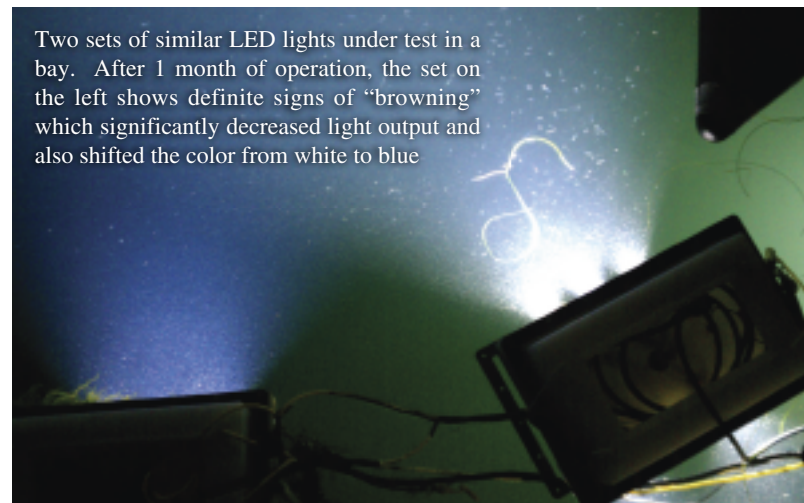 Two sets of similar LED lights under test in a
bay. After 1 month of operation, the set on
the left shows definite signs of “browning”
which significantly decreased light output and
also shifted the color from white to blue